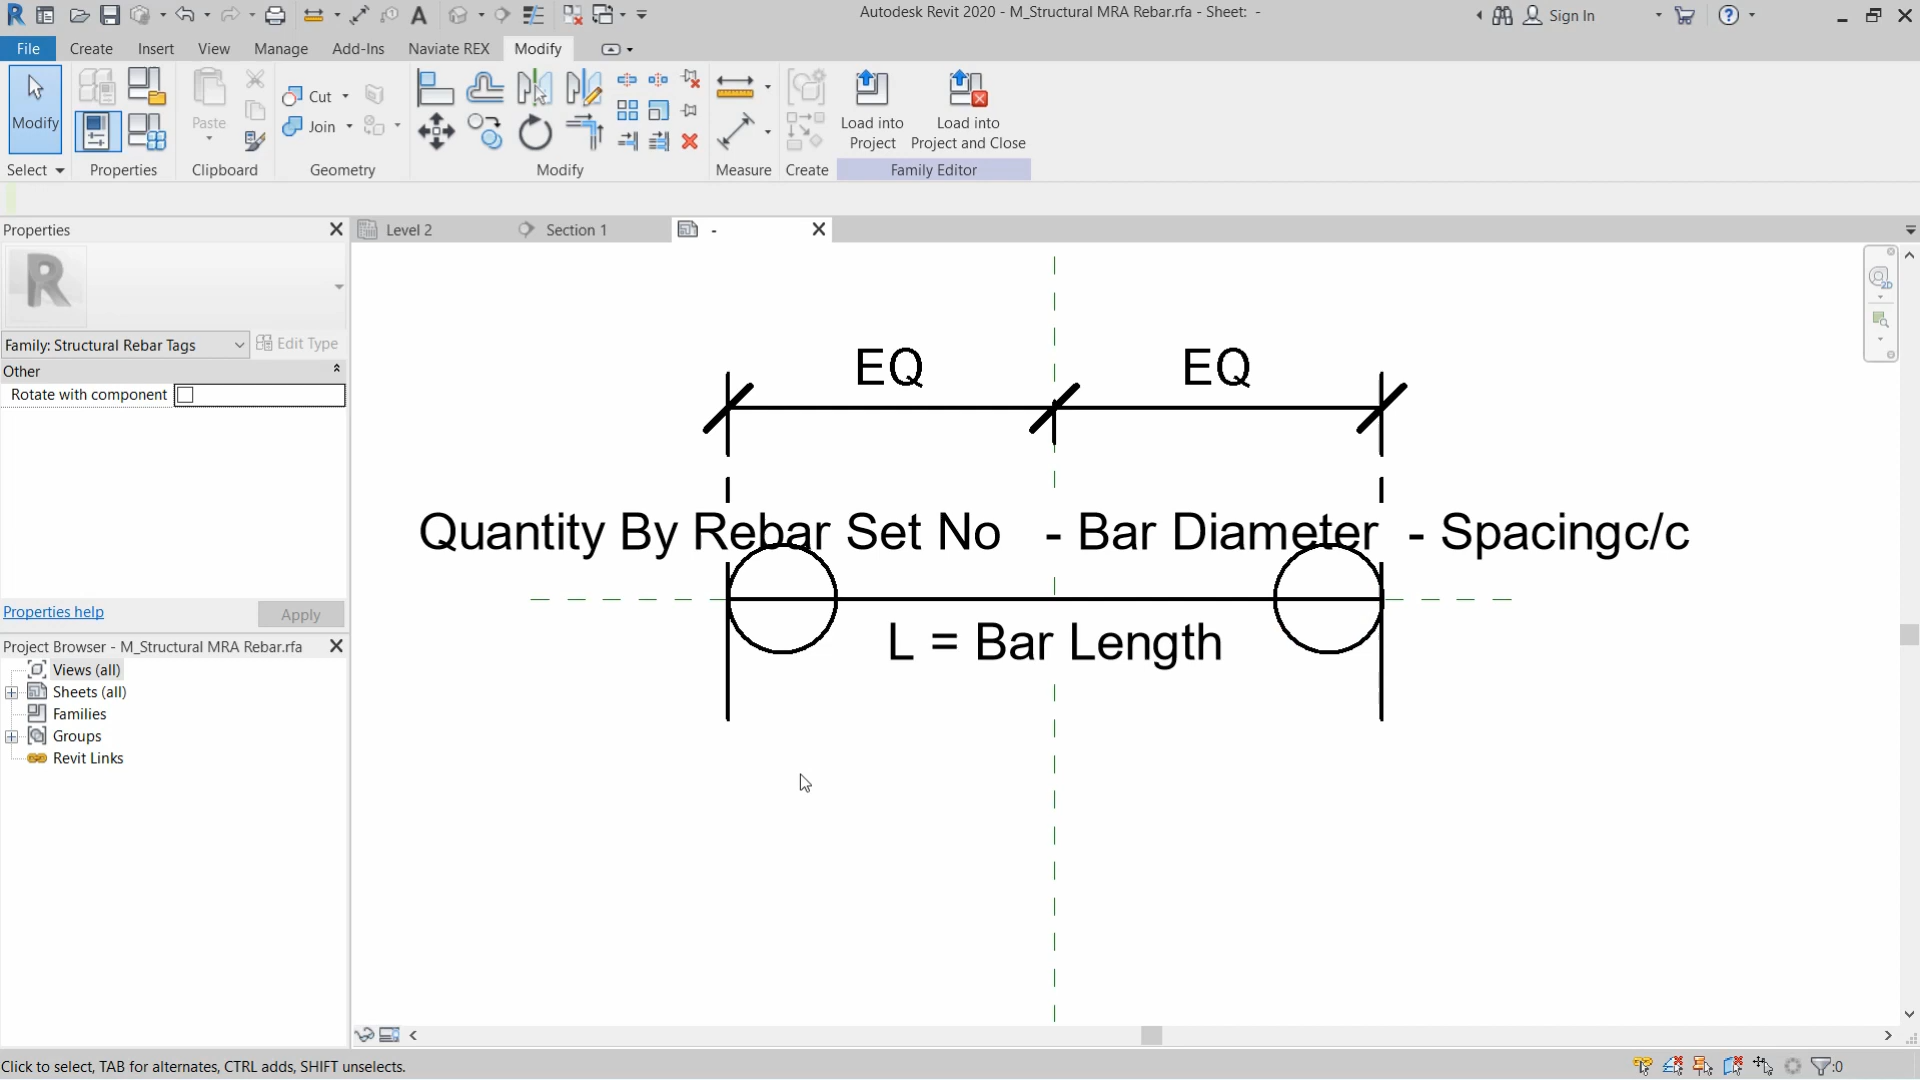 Autodesk Revit 2020 - M_Structural MRA Rebar.rfa - Sheet: -
Sign In
File Create Insert View Manage Add-Ins Naviate REX Modify
Modify
Paste
Cut
Join
Load into Project
Load into Project and Close
Select Properties Clipboard Geometry Modify Measure Create Family Editor
Properties
Level 2 Section 1 -
R
Family: Structural Rebar Tags Edit Type
Other
Rotate with component
Properties help Apply
Project Browser - M_Structural MRA Rebar.rfa
Views (all)
Sheets (all)
Families
Groups
Revit Links
EQ EQ
Quantity By Rebar Set No - Bar Diameter - Spacingc/c
L = Bar Length
2D
Click to select, TAB for alternates, CTRL adds, SHIFT unselects.
:0